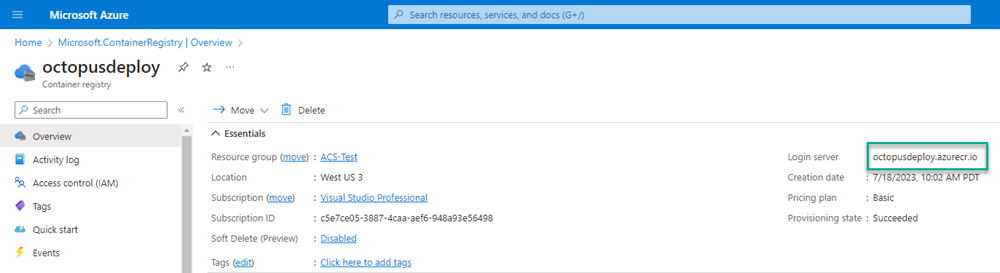 Microsoft Azure
Search resources, services, and docs (G+/)
Home > Microsoft.ContainerRegistry | Overview >
octopusdeploy
Container registry
Search
Overview
Activity log
Access control (IAM)
Tags
Quick start
Events
Move
Delete
Essentials
Resource group (move) : ACS-Test
Location : West US 3
Subscription (move) : Visual Studio Professional
Subscription ID : c5e7ce05-3887-4caa-aef6-948a93e56498
Soft Delete (Preview) : Disabled
Tags (edit) : Click here to add tags
Login server : octopusdeploy.azurecr.io
Creation date : 7/18/2023, 10:02 AM PDT
Pricing plan : Basic
Provisioning state : Succeeded